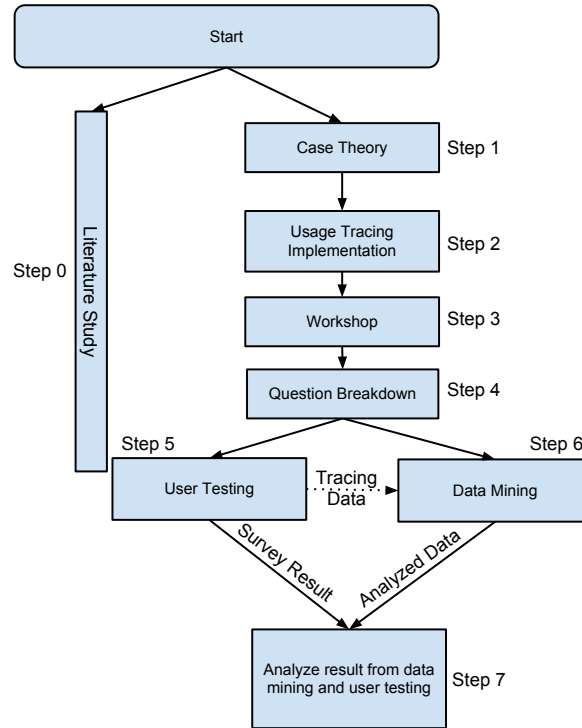 Start
Case Theory
Step 1
Literature Study
Step 0
Usage Tracing
Implementation
Step 2
Workshop
Step 3
Question Breakdown
Step 4
Step 5
Step 6
User Testing
Tracing
Data
Data Mining
Survey Result
Analyzed Data
Analyze result from data
mining and user testing
Step 7